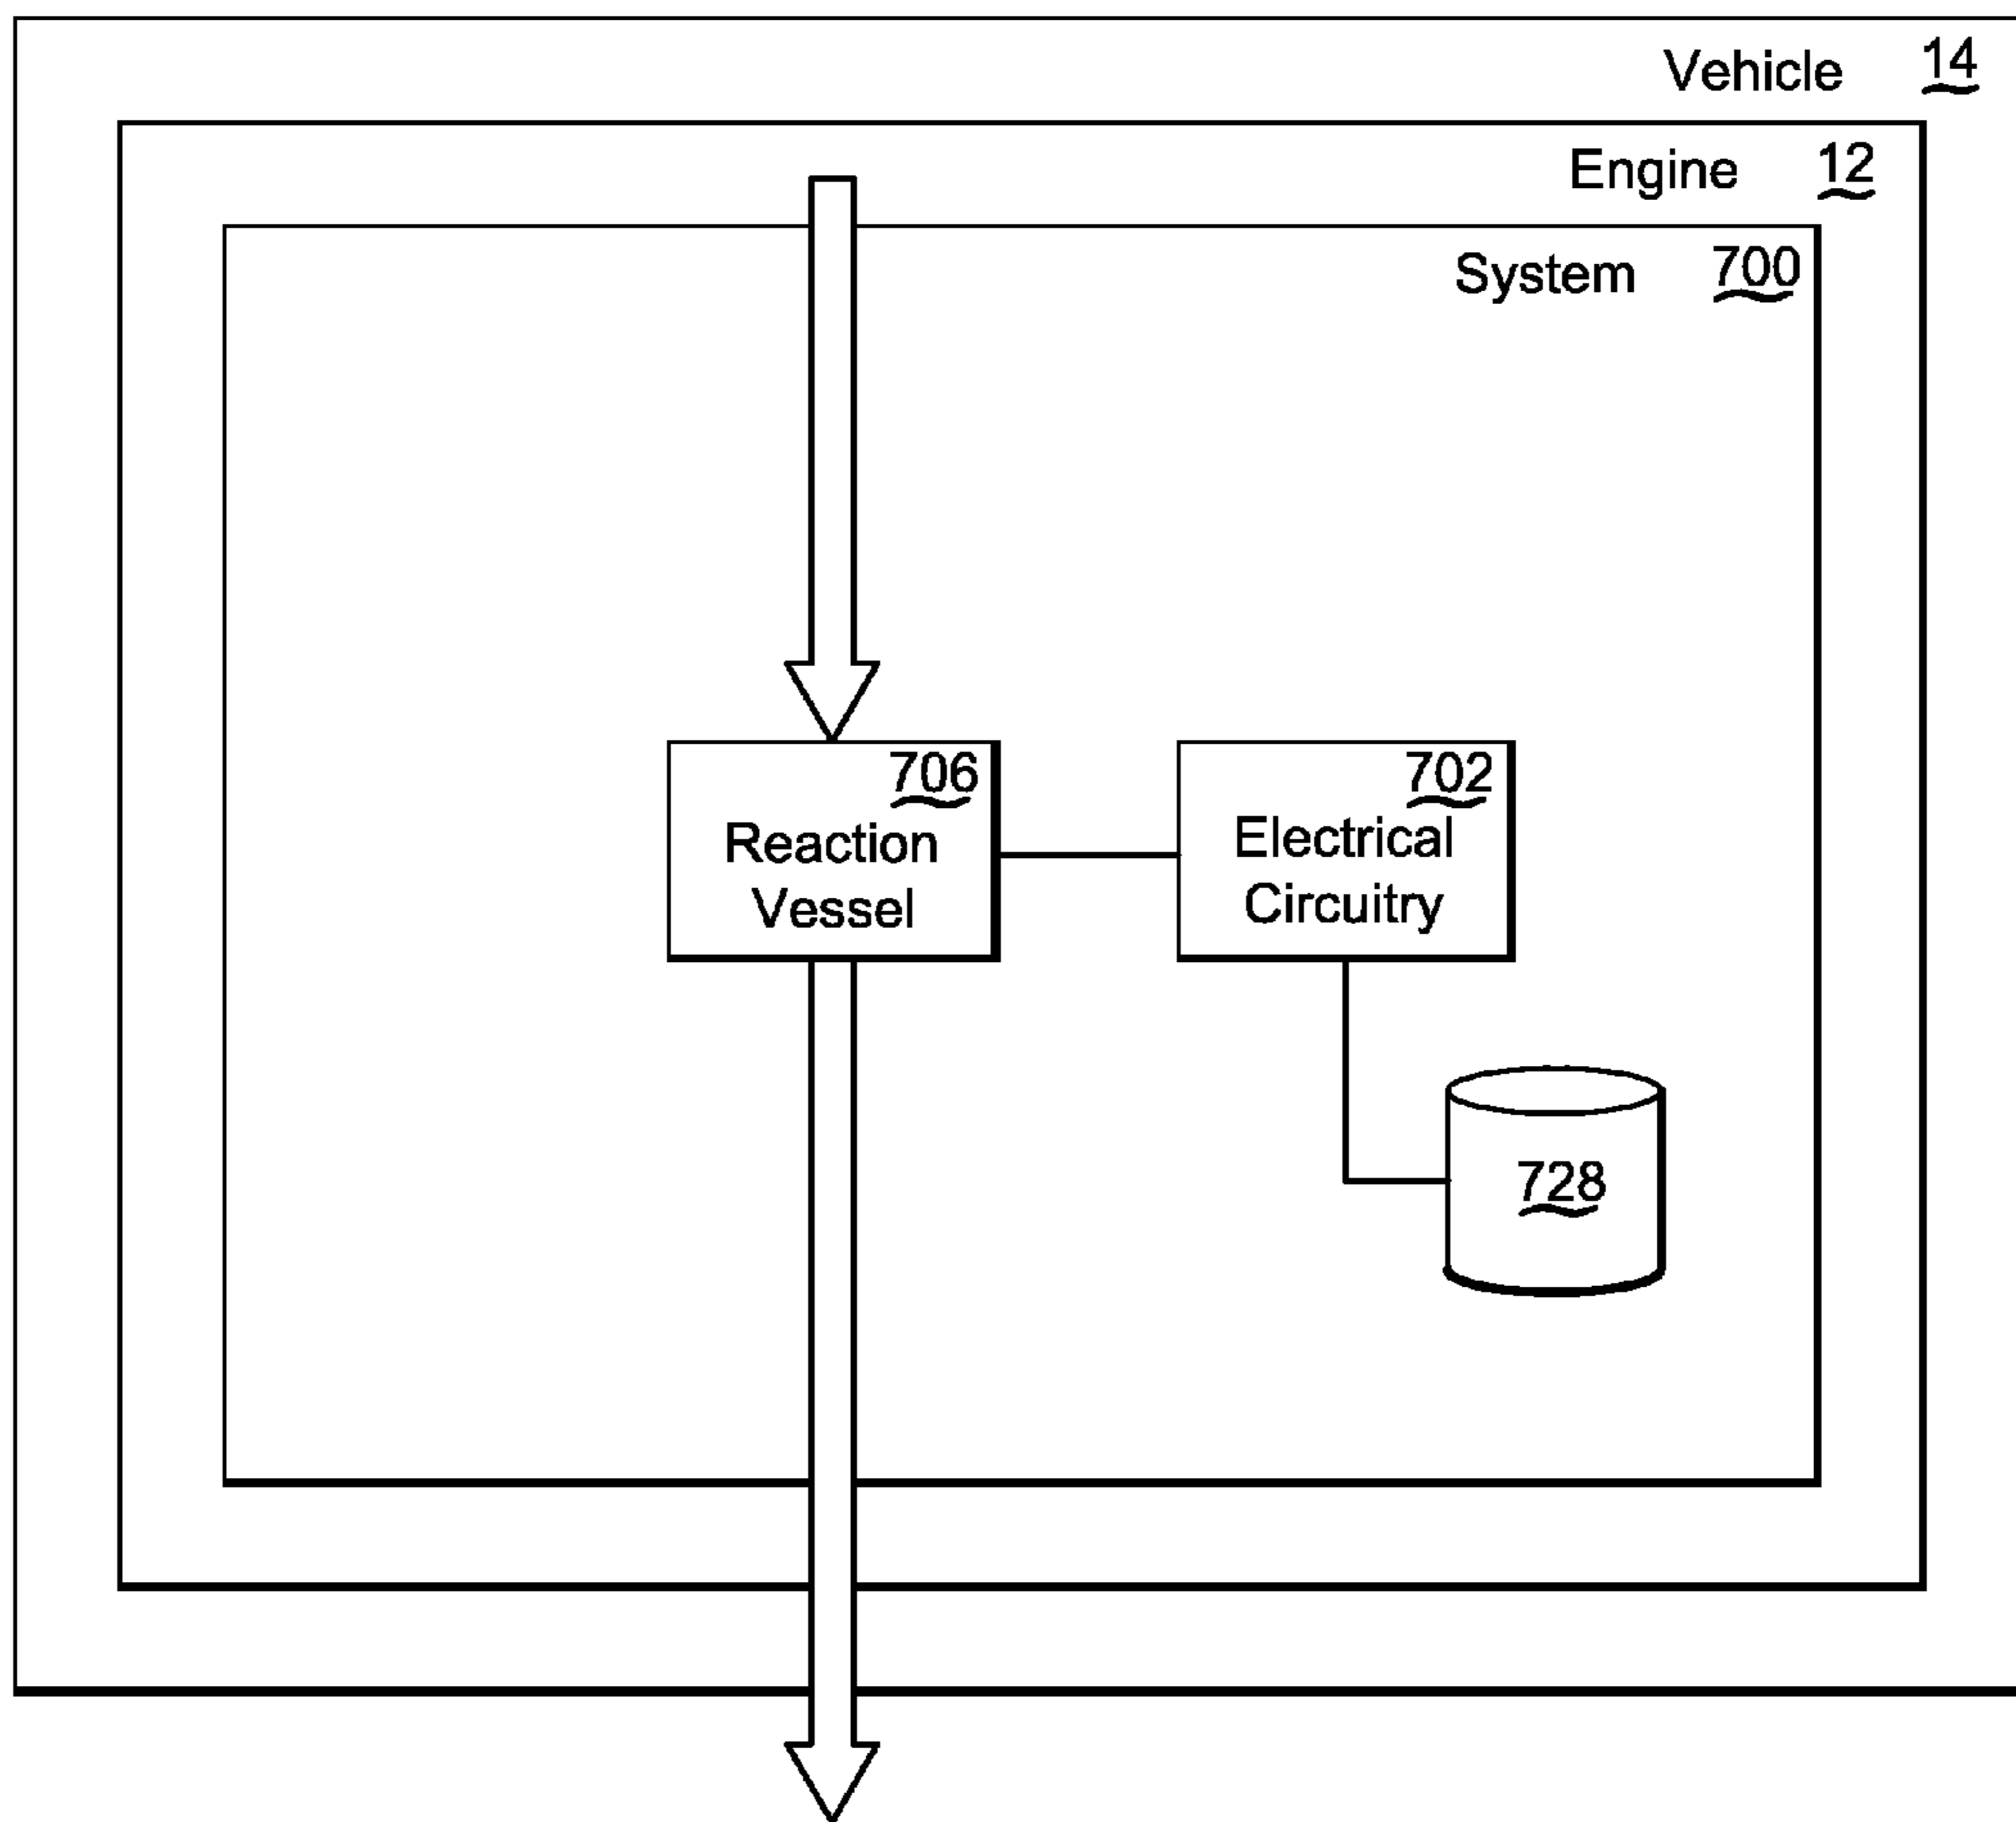 Vehicle 14
Engine 12
System 700
706
Reaction
Vessel
702
Electrical
Circuitry
728